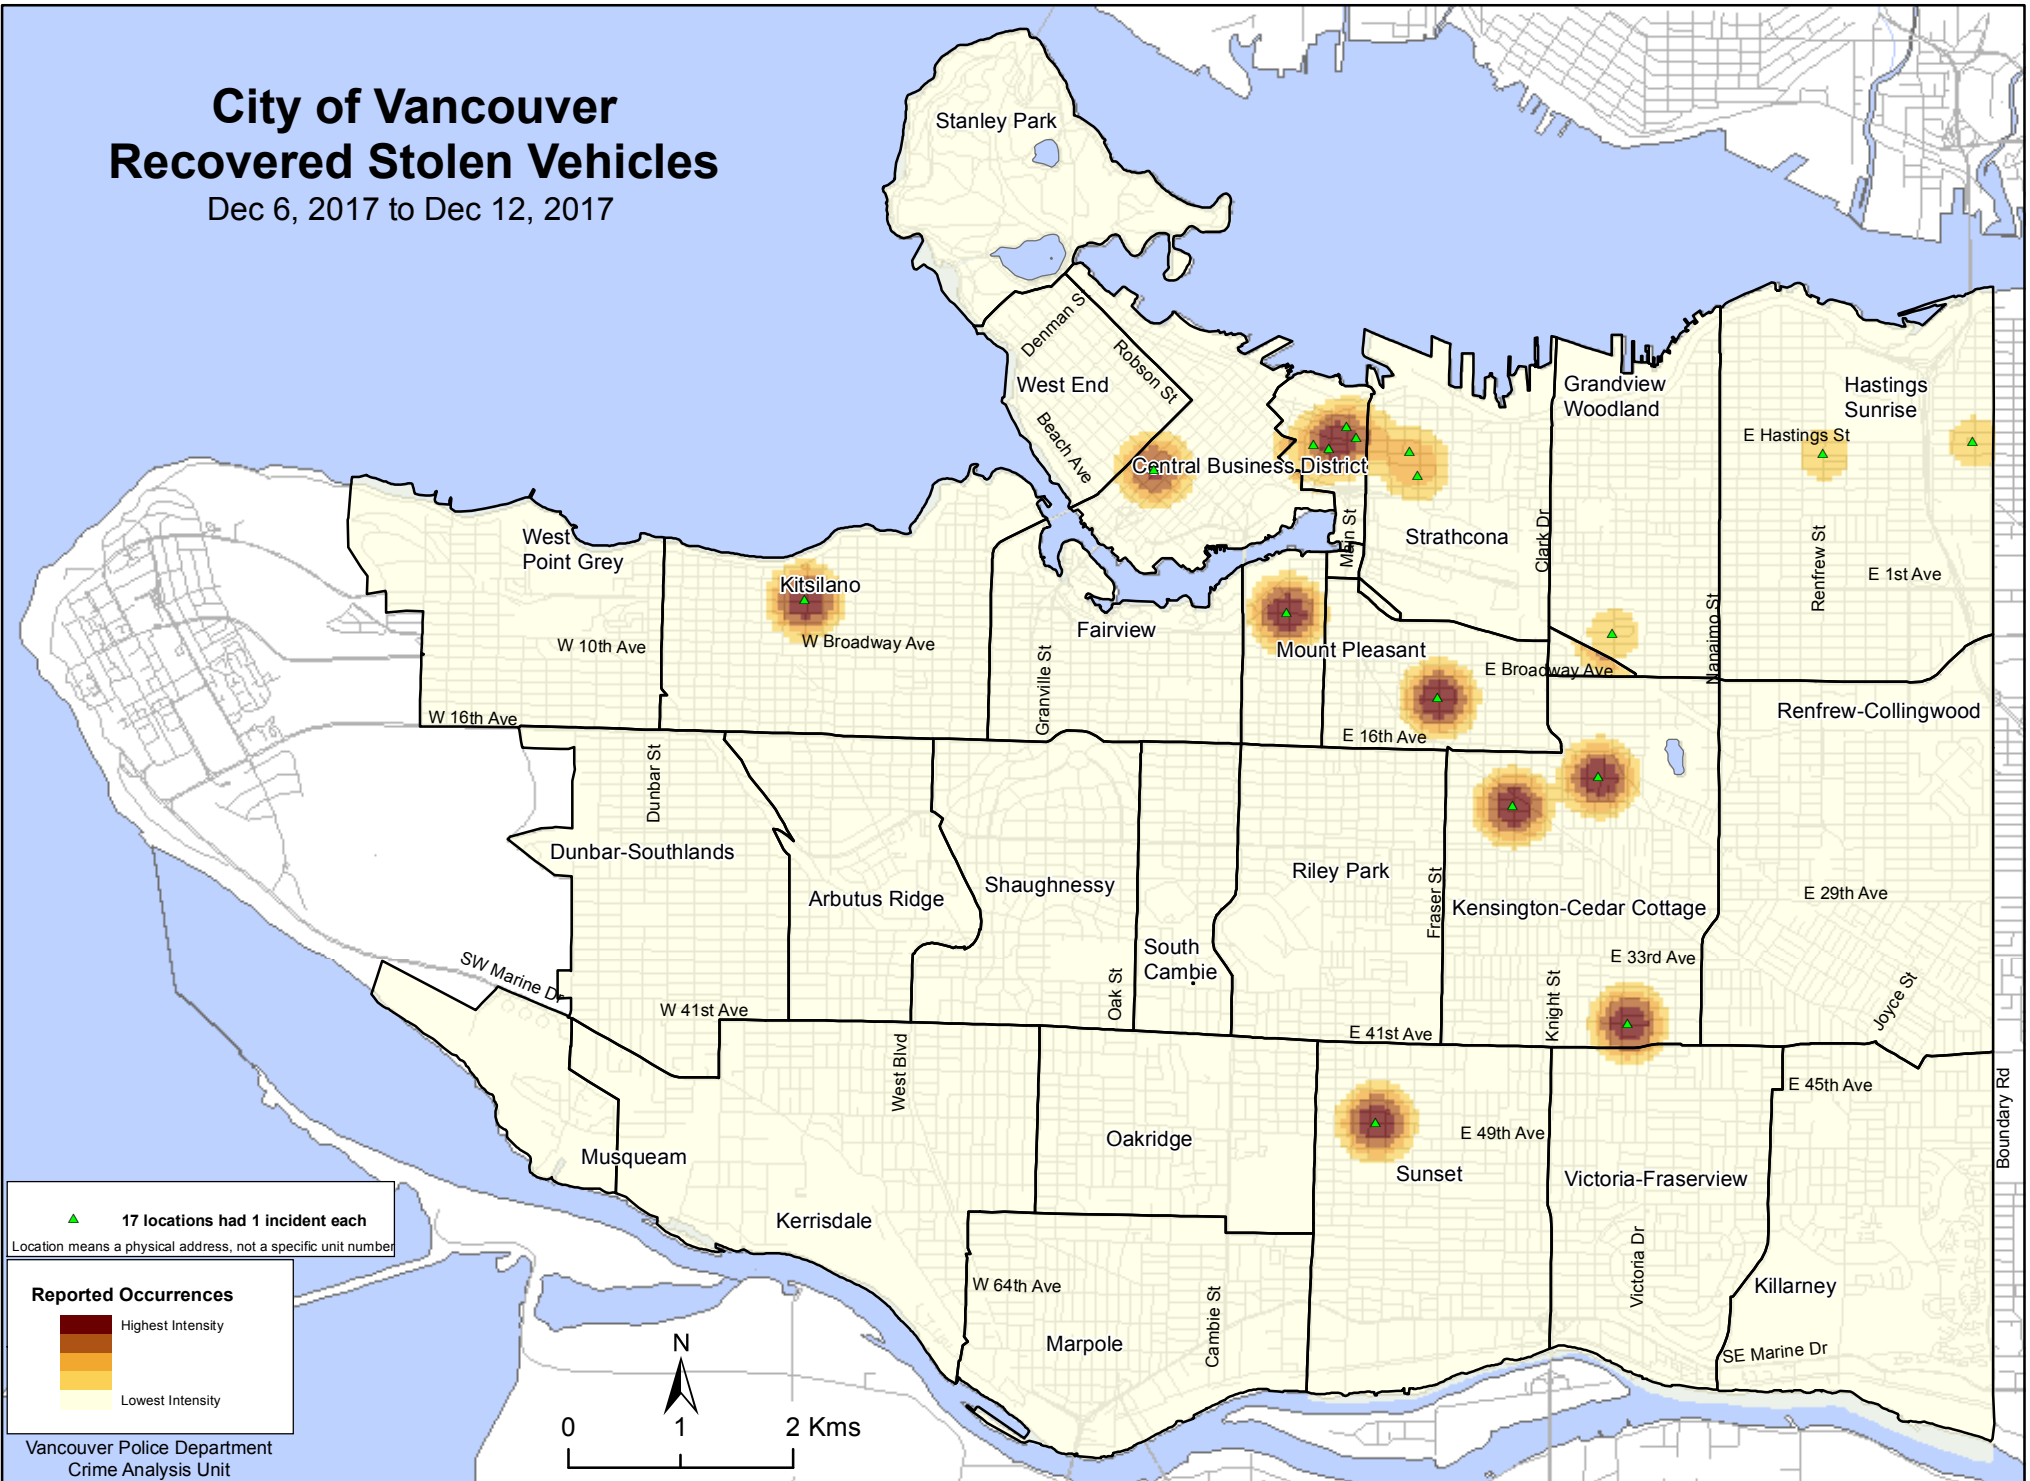 City of Vancouver
Recovered Stolen Vehicles
Dec 6, 2017 to Dec 12, 2017
Stanley Park
Denman St
Robson St
West End
Beach Ave
Central Business District
Grandview
Woodland
Hastings
Sunrise
E Hastings St
Main St
Strathcona
Clark Dr
Nanaimo St
Renfrew St
E 1st Ave
West
Point Grey
Kitsilano
W 10th Ave
W Broadway Ave
Fairview
Granville St
Mount Pleasant
E Broadway Ave
W 16th Ave
E 16th Ave
Renfrew-Collingwood
Dunbar St
Dunbar-Southlands
Arbutus Ridge
Shaughnessy
Riley Park
Fraser St
Kensington-Cedar Cottage
E 29th Ave
South
Cambie
Oak St
E 33rd Ave
Knight St
Joyce St
SW Marine Dr
W 41st Ave
E 41st Ave
West Blvd
E 45th Ave
Boundary Rd
Musqueam
Oakridge
E 49th Ave
Sunset
Victoria-Fraserview
Kerrisdale
Victoria Dr
Killarney
W 64th Ave
Cambie St
Marpole
SE Marine Dr
17 locations had 1 incident each
Location means a physical address, not a specific unit number
Reported Occurrences
Highest Intensity
Lowest Intensity
Vancouver Police Department
Crime Analysis Unit
N
0 1 2 Kms